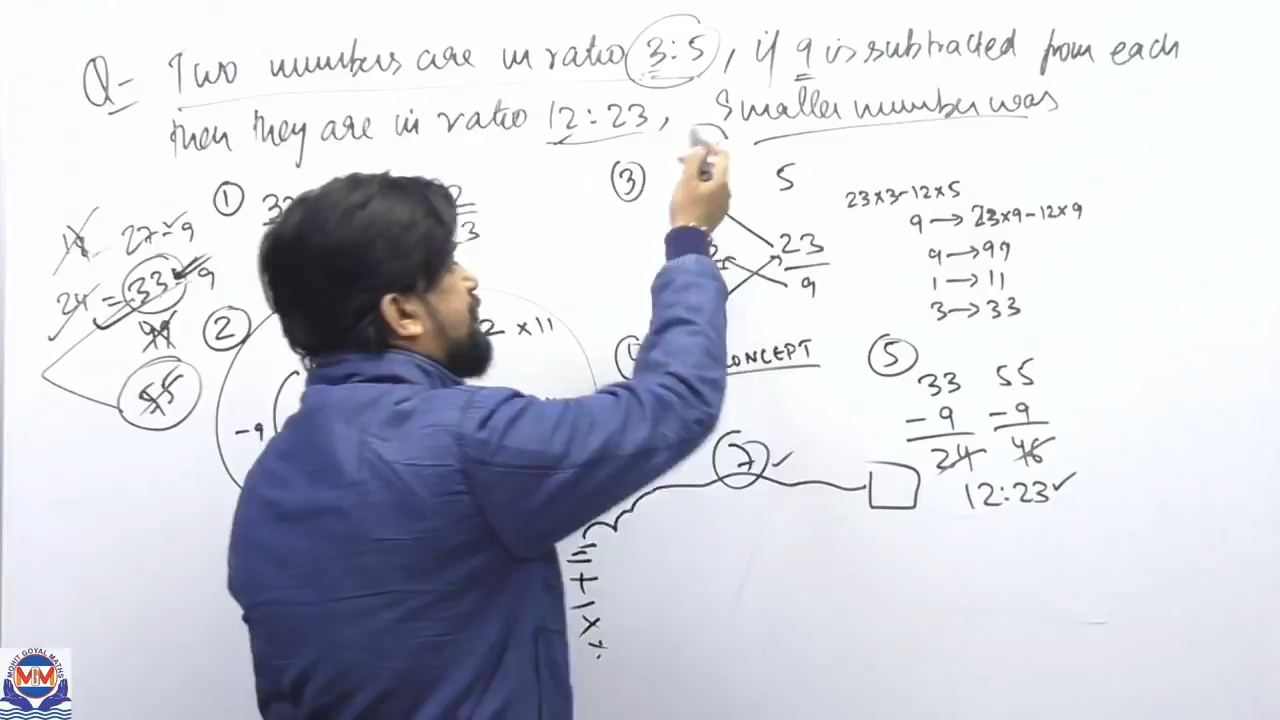 Q- Two numbers are in ratio 3:5, if 9 is subtracted from each
then they are in ratio 12:23, Smaller number was
①
33
27-9
24 = 33-9
99
55
②
-9
2 × 11
③
5
23
9
23×3-12×5
9 → 23×9-12×9
9 → 99
1 → 11
3 → 33
CONCEPT
7
= + - × ÷
⑤
33 55
-9 -9
24 46
12:23
MOHIT GOYAL MATHS